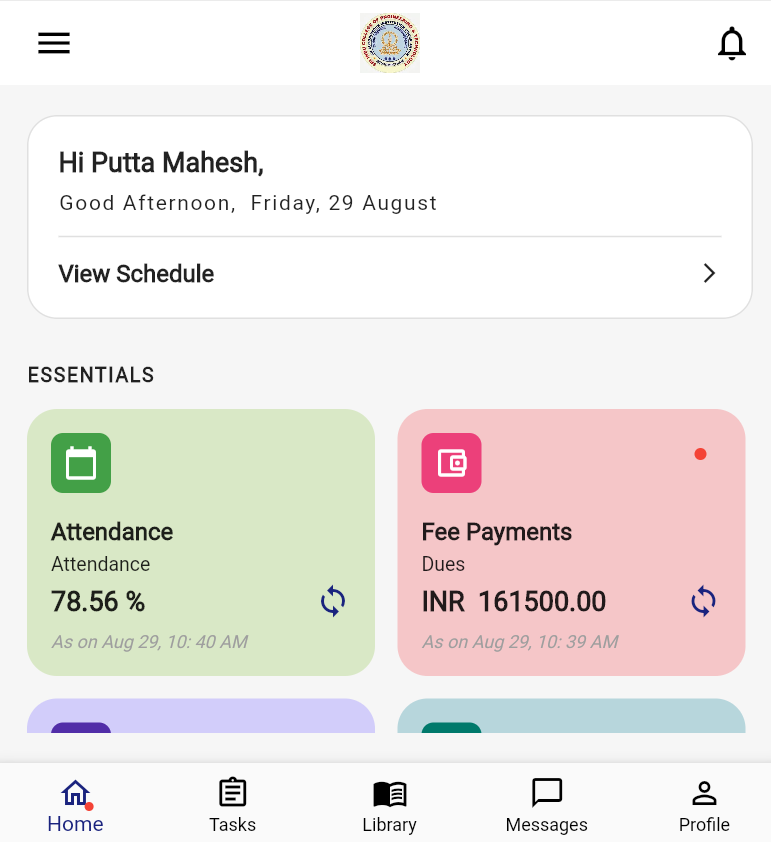 Hi Putta Mahesh,
Good Afternoon, Friday, 29 August
View Schedule
ESSENTIALS
Attendance
Attendance
78.56 %
As on Aug 29, 10: 40 AM
Fee Payments
Dues
INR 161500.00
As on Aug 29, 10: 39 AM
Home
Tasks
Library
Messages
Profile